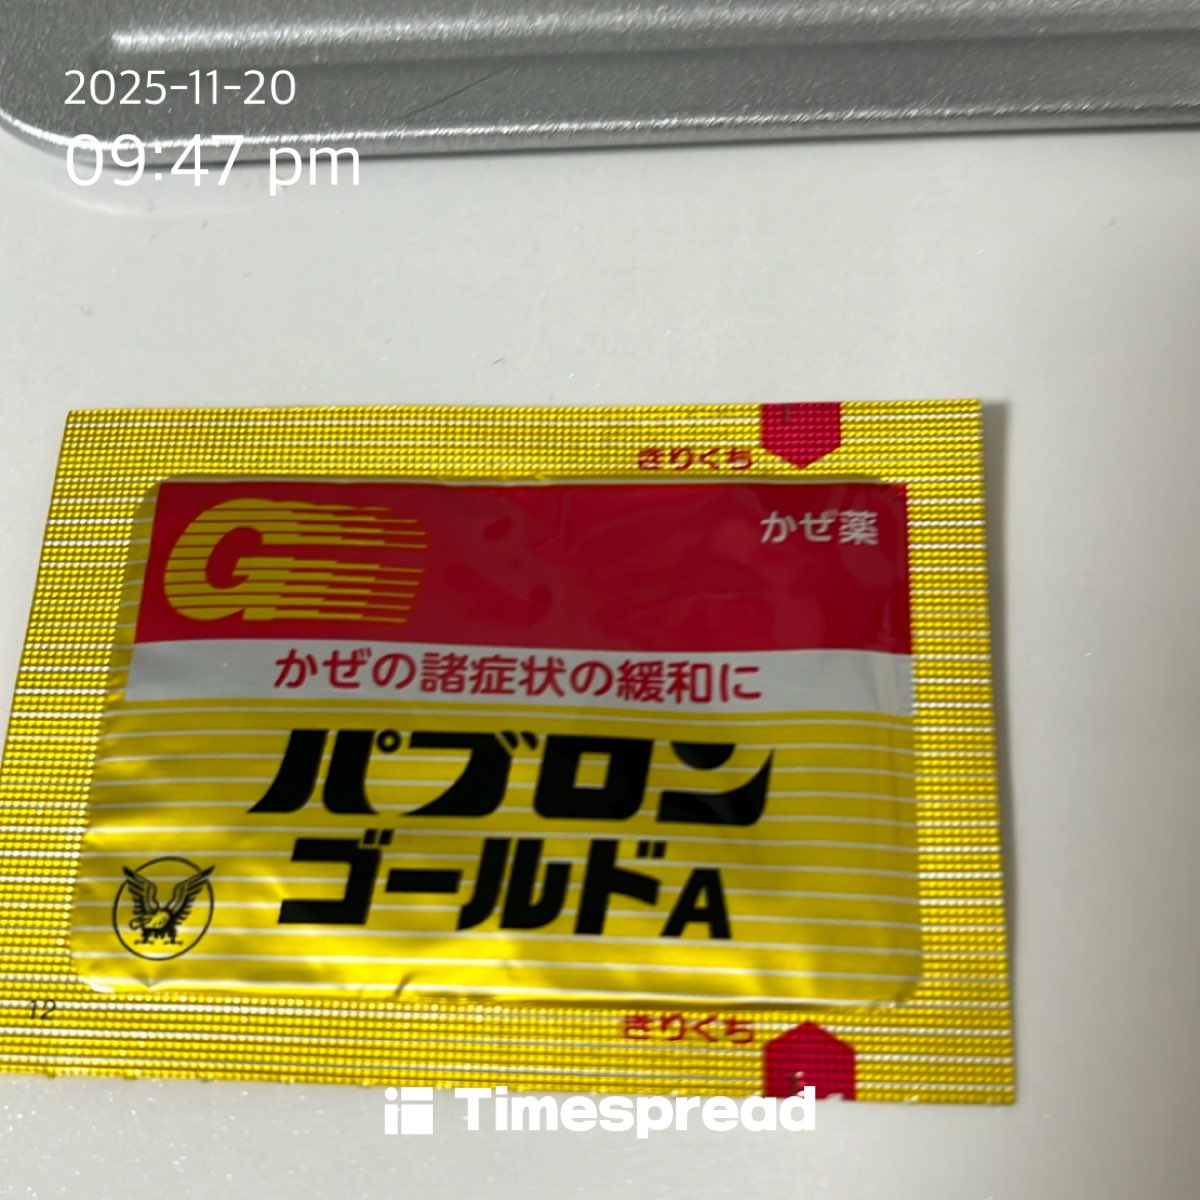 2025-11-20
09:47 pm
きりくち
G
かぜ薬
かぜの諸症状の緩和に
パブロン
ゴールドA
12
きりくち
Timespread